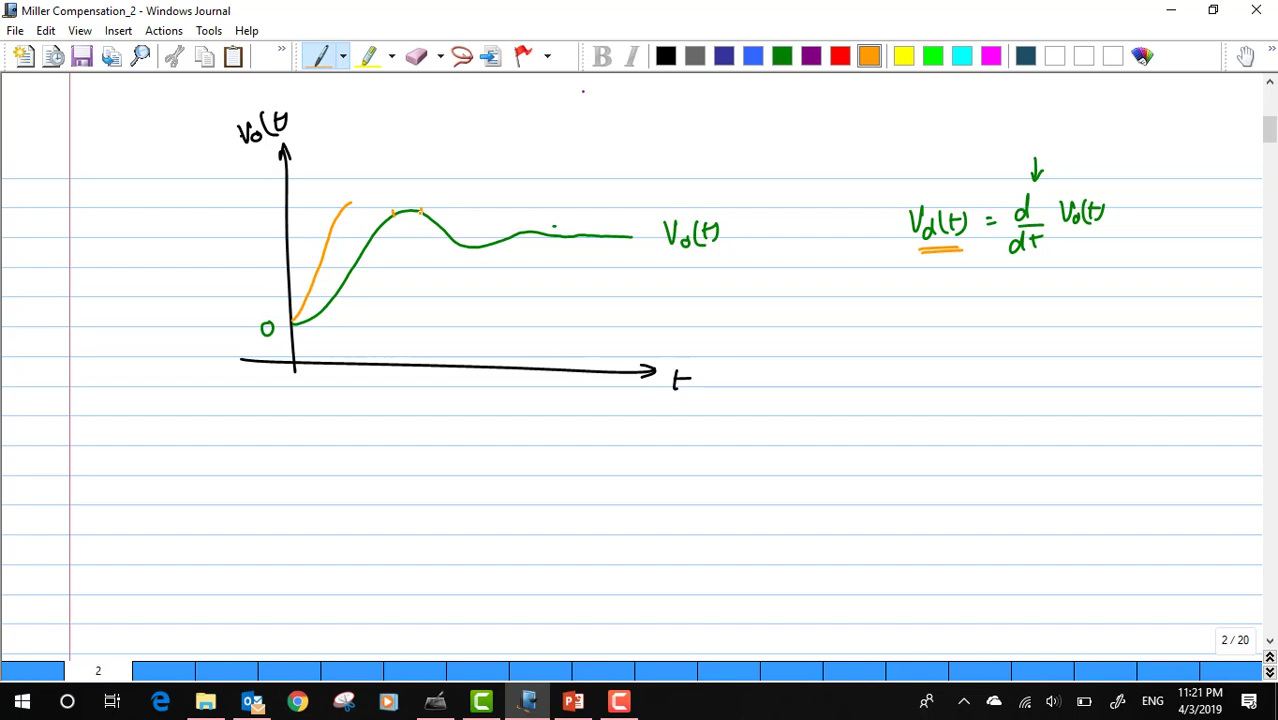 Miller Compensation_2 - Windows Journal
File Edit View Insert Actions Tools Help
B I
Vo(t
Vd(t) = d/dt Vo(t)
Vo(t)
0
t
2 / 20
2
ENG
11:21 PM
4/3/2019